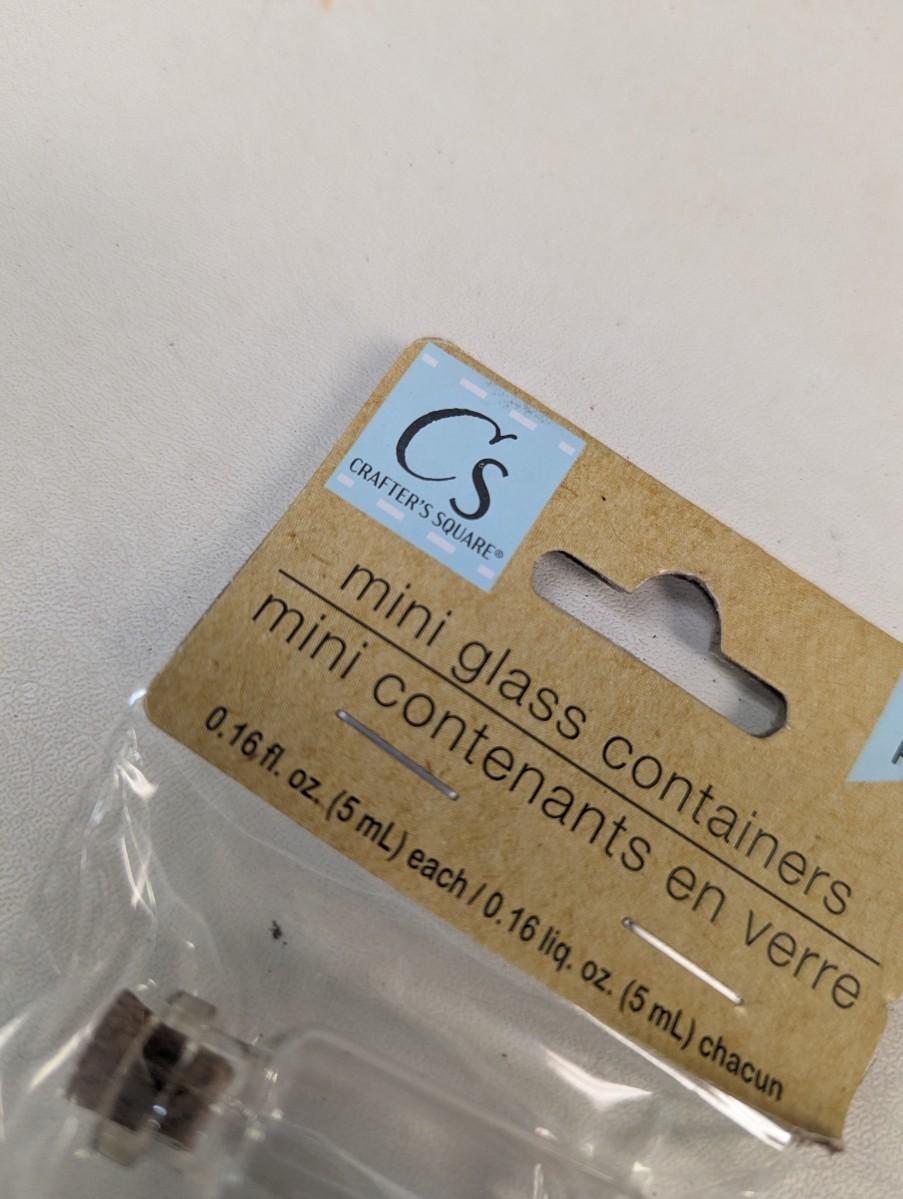 Cs
CRAFTER'S SQUARE®
mini glass containers
mini contenants en verre
0.16 fl. oz. (5 mL) each / 0.16 liq. oz. (5 mL) chacun